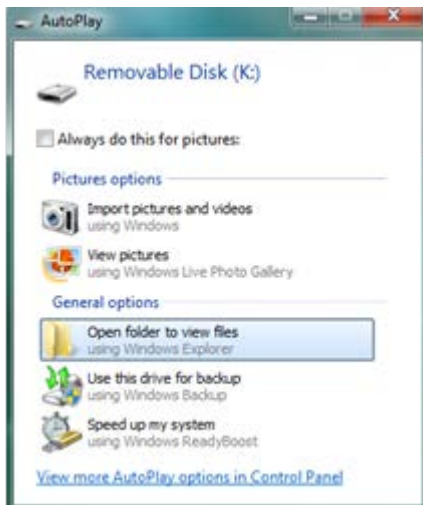 AutoPlay
Removable Disk (K:)
Always do this for pictures:
Pictures options
Import pictures and videos
using Windows
View pictures
using Windows Live Photo Gallery
General options
Open folder to view files
using Windows Explorer
Use this drive for backup
using Windows Backup
Speed up my system
using Windows ReadyBoost
View more AutoPlay options in Control Panel